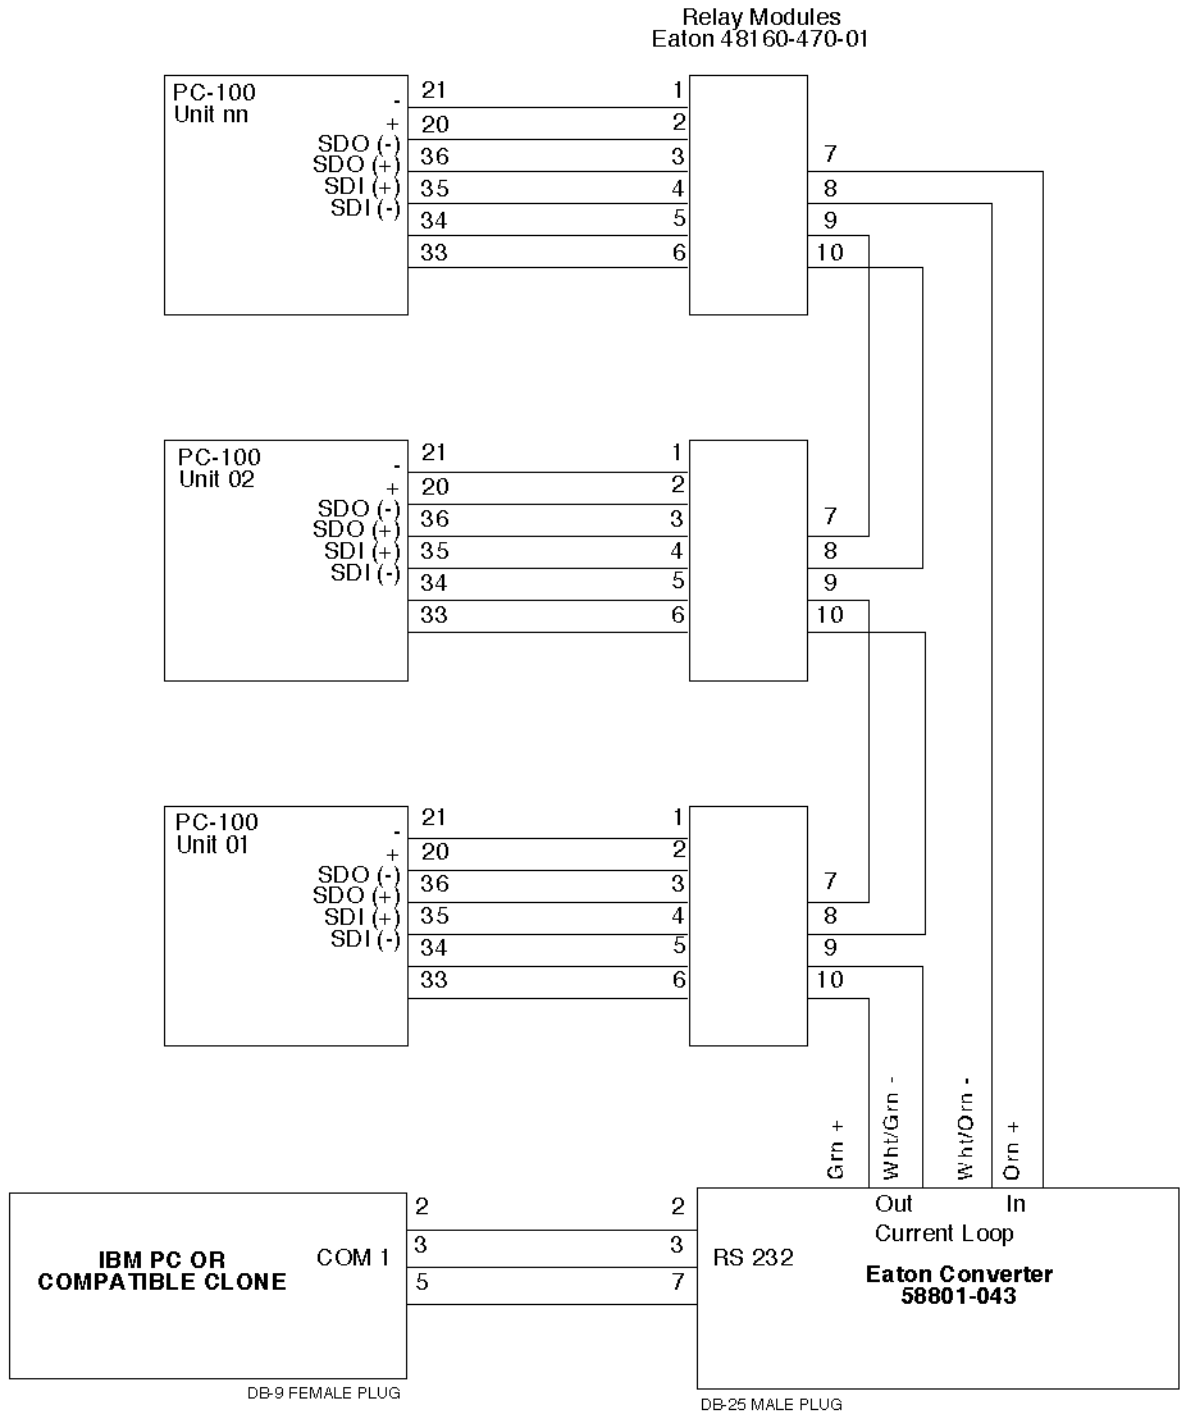 Relay Modules
Eaton 48160-470-01
PC-100
Unit nn
-
+
SDO (-)
SDO (+)
SDI (+)
SDI (-)
21
20
36
35
34
33
1
2
3
4
5
6
7
8
9
10
PC-100
Unit 02
-
+
SDO (-)
SDO (+)
SDI (+)
SDI (-)
21
20
36
35
34
33
1
2
3
4
5
6
7
8
9
10
PC-100
Unit 01
-
+
SDO (-)
SDO (+)
SDI (+)
SDI (-)
21
20
36
35
34
33
1
2
3
4
5
6
7
8
9
10
Grn +
Wht/Grn -
Wht/Orn -
Orn +
IBM PC OR
COMPATIBLE CLONE
COM 1
2
3
5
2
3
7
RS 232
Out
In
Current Loop
Eaton Converter
58801-043
DB-9 FEMALE PLUG
DB-25 MALE PLUG